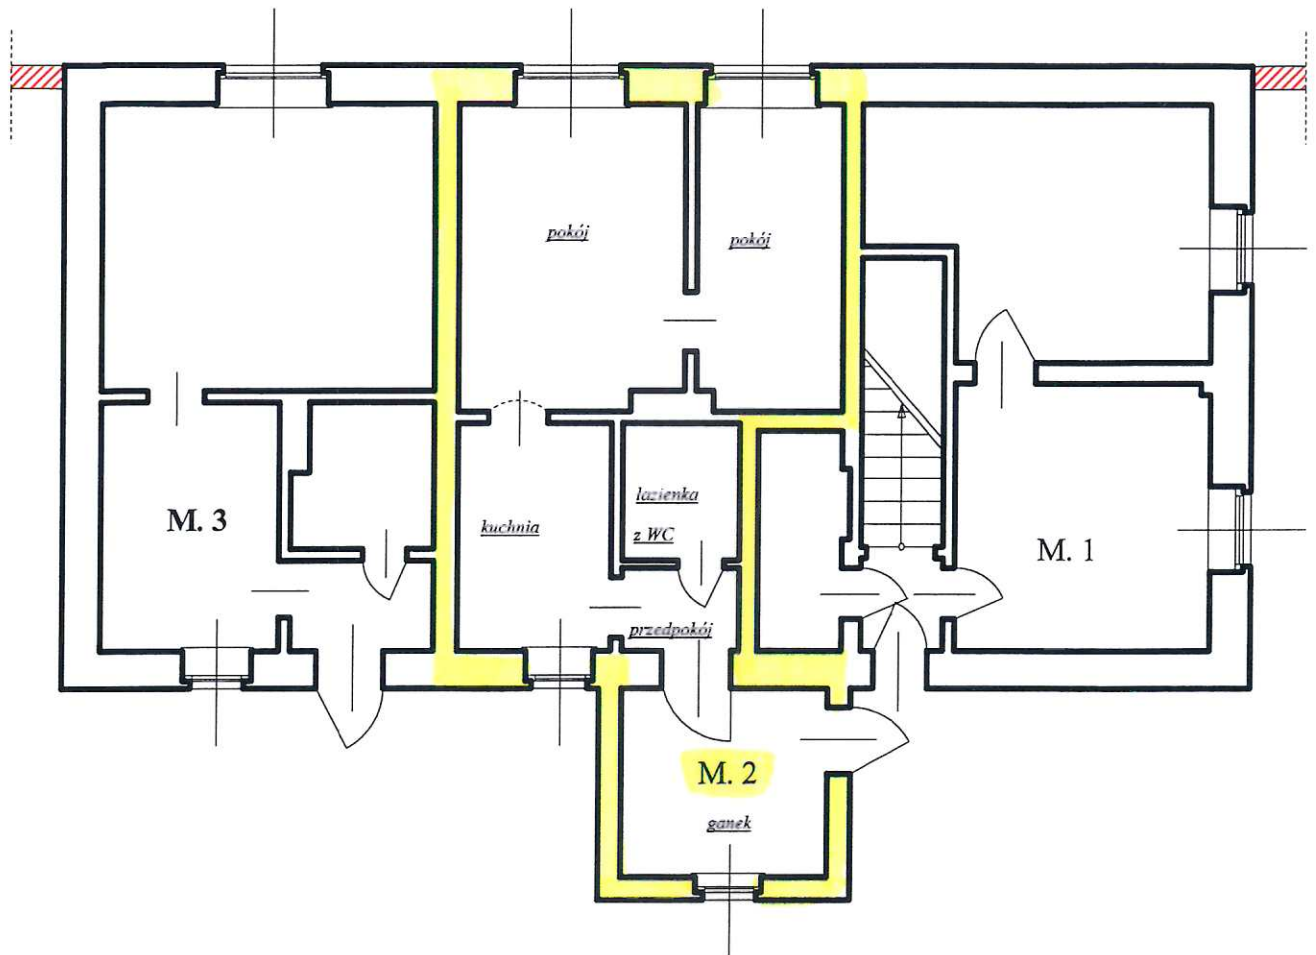 pokój
pokój
M. 3
kuchnia
łazienka
z WC
M. 1
przedpokój
M. 2
ganek